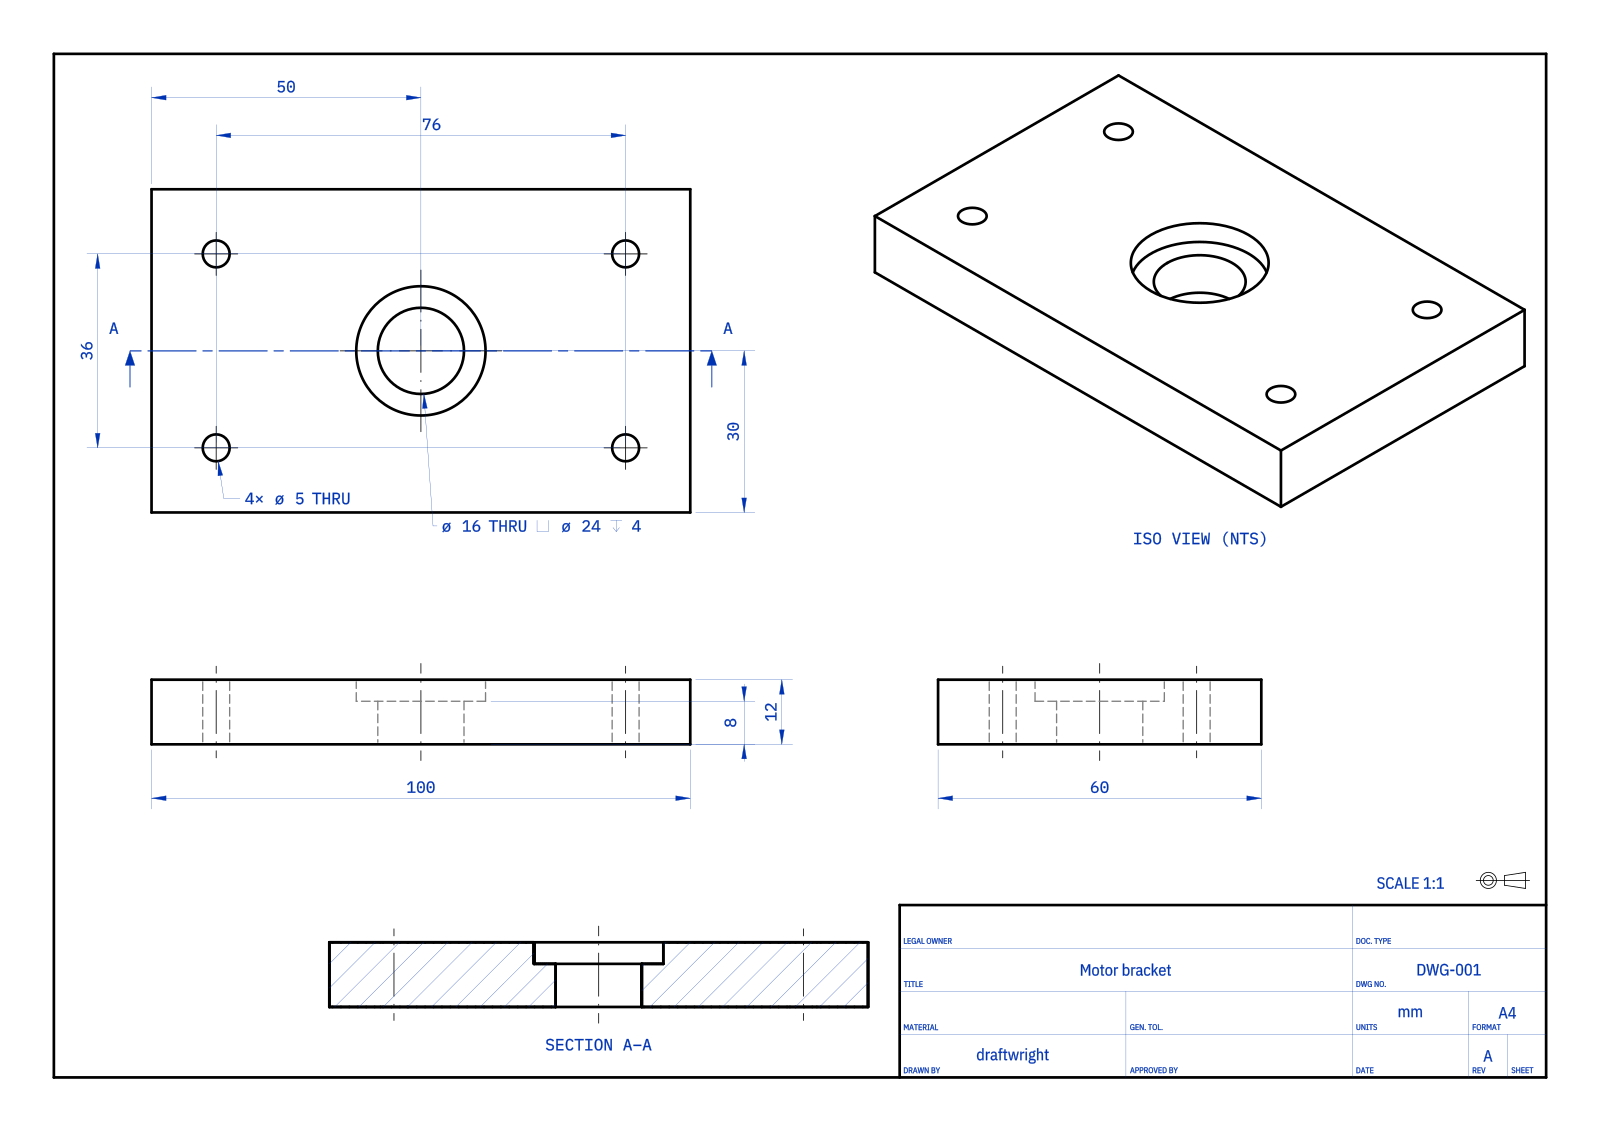 50
76
A
A
36
30
4× ø 5 THRU
ø 16 THRU ⌴ ø 24 ↧ 4
ISO VIEW (NTS)
8
12
100
60
SCALE 1:1
LEGAL OWNER
DOC. TYPE
Motor bracket
DWG-001
TITLE
DWG NO.
mm
A4
MATERIAL
GEN. TOL.
UNITS
FORMAT
draftwright
A
DRAWN BY
APPROVED BY
DATE
REV
SHEET
SECTION A-A